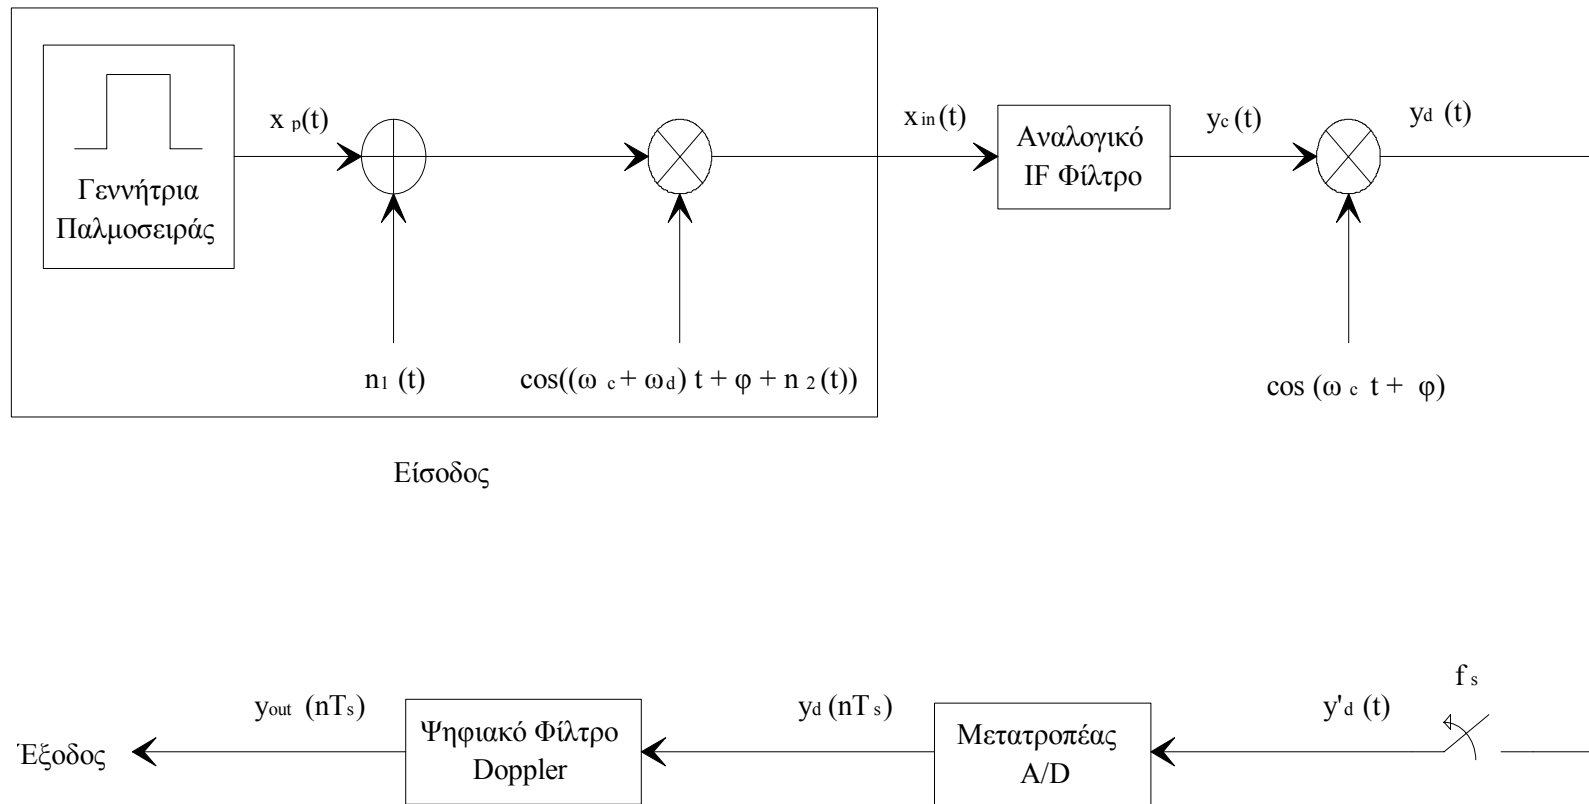 x p(t)
Γεννήτρια
Παλμοσειράς
n1 (t)
cos((ω c + ωd) t + φ + n 2 (t))
xin (t)
Αναλογικό
IF Φίλτρο
yc (t)
yd (t)
cos (ω c t + φ)
Είσοδος
Έξοδος
yout (nTs)
Ψηφιακό Φίλτρο
Doppler
yd (nT s)
Μετατροπέας
A/D
y'd (t)
f s